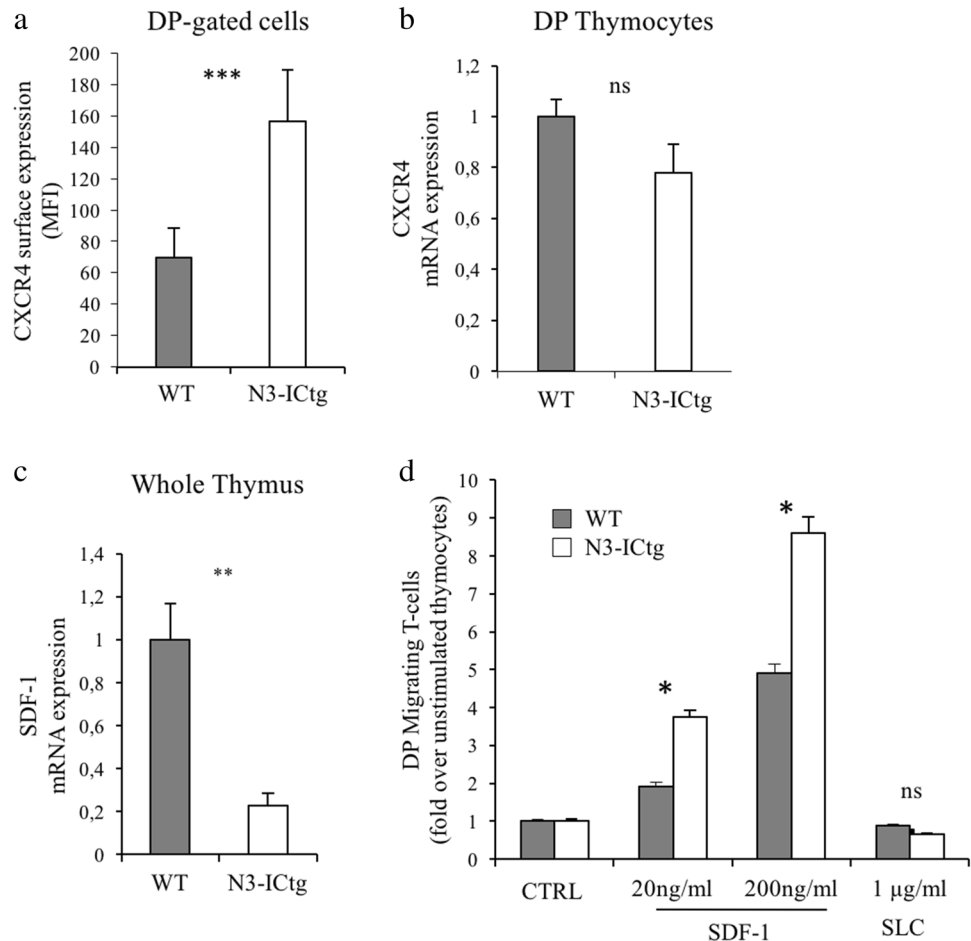 a
DP-gated cells
CXCR4 surface expression
(MFI)
200
180
160
140
120
100
80
60
40
20
0
***
WT
N3-ICtg
b
DP Thymocytes
CXCR4
mRNA expression
1,2
1
0,8
0,6
0,4
0,2
0
ns
WT
N3-ICtg
c
Whole Thymus
SDF-1
mRNA expression
1,4
1,2
1
0,8
0,6
0,4
0,2
0
**
WT
N3-ICtg
d
DP Migrating T-cells
(fold over unstimulated thymocytes)
10
9
8
7
6
5
4
3
2
1
0
WT
N3-ICtg
*
*
ns
CTRL
20ng/ml
200ng/ml
1 µg/ml
SDF-1
SLC